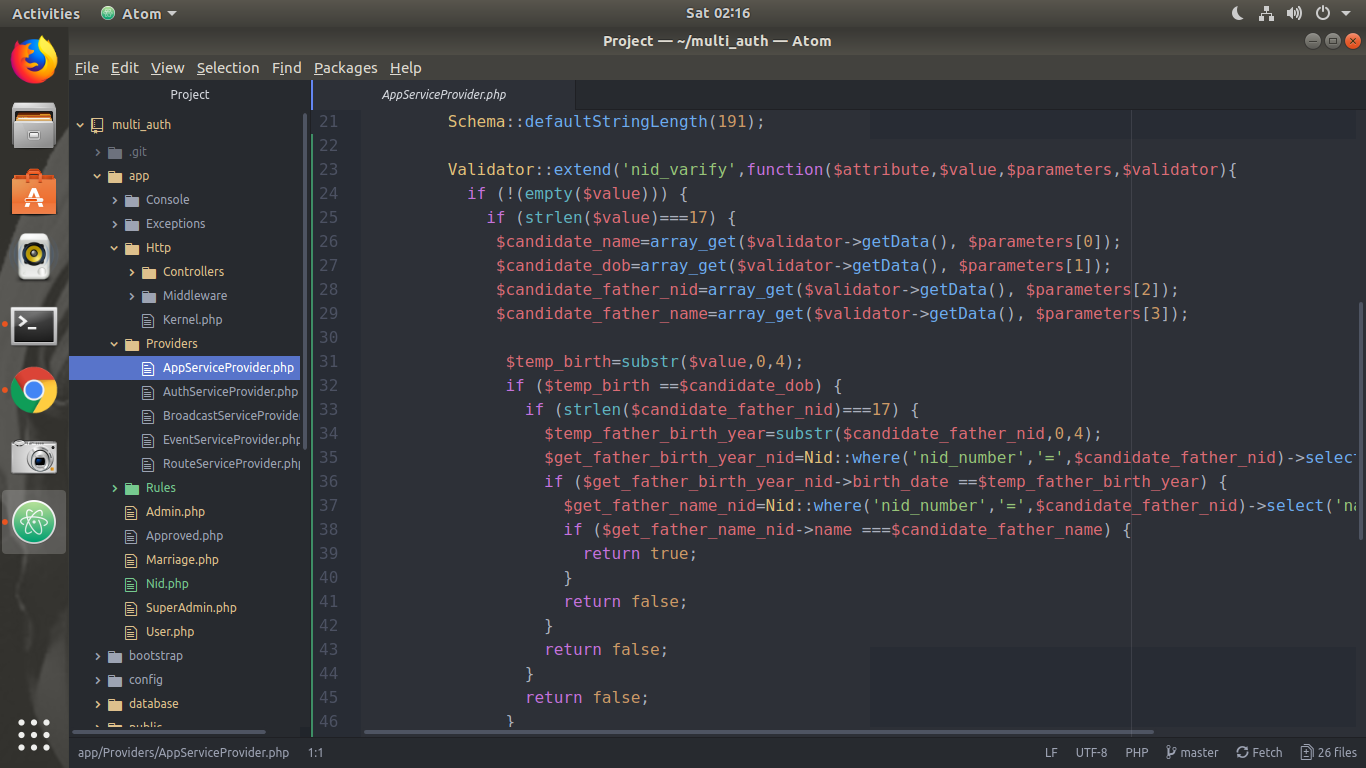 Activities
Atom
Sat 02:16
Project — ~/multi_auth — Atom
File Edit View Selection Find Packages Help
Project
multi_auth
.git
app
Console
Exceptions
Http
Controllers
Middleware
Kernel.php
Providers
AppServiceProvider.php
AuthServiceProvider.php
BroadcastServiceProvide
EventServiceProvider.php
RouteServiceProvider.php
Rules
Admin.php
Approved.php
Marriage.php
Nid.php
SuperAdmin.php
User.php
bootstrap
config
database
public
AppServiceProvider.php
21 Schema::defaultStringLength(191);
22
23 Validator::extend('nid_varify',function($attribute,$value,$parameters,$validator){
24 if (!(empty($value))) {
25 if (strlen($value)===17) {
26 $candidate_name=array_get($validator->getData(), $parameters[0]);
27 $candidate_dob=array_get($validator->getData(), $parameters[1]);
28 $candidate_father_nid=array_get($validator->getData(), $parameters[2]);
29 $candidate_father_name=array_get($validator->getData(), $parameters[3]);
30
31 $temp_birth=substr($value,0,4);
32 if ($temp_birth ==$candidate_dob) {
33 if (strlen($candidate_father_nid)===17) {
34 $temp_father_birth_year=substr($candidate_father_nid,0,4);
35 $get_father_birth_year_nid=Nid::where('nid_number','=',$candidate_father_nid)->select
36 if ($get_father_birth_year_nid->birth_date ==$temp_father_birth_year) {
37 $get_father_name_nid=Nid::where('nid_number','=',$candidate_father_nid)->select('na
38 if ($get_father_name_nid->name ===$candidate_father_name) {
39 return true;
40 }
41 return false;
42 }
43 return false;
44 }
45 return false;
46 }
app/Providers/AppServiceProvider.php 1:1
LF UTF-8 PHP master Fetch 26 files